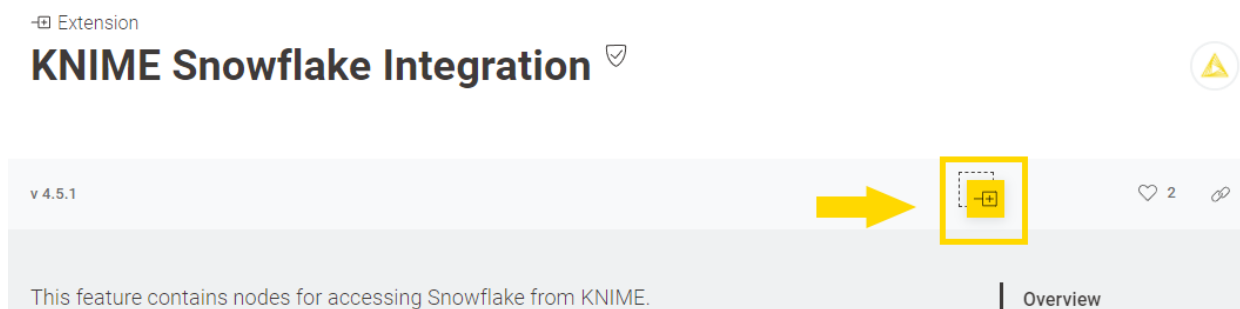 Extension
KNIME Snowflake Integration
v 4.5.1
2
This feature contains nodes for accessing Snowflake from KNIME.
Overview